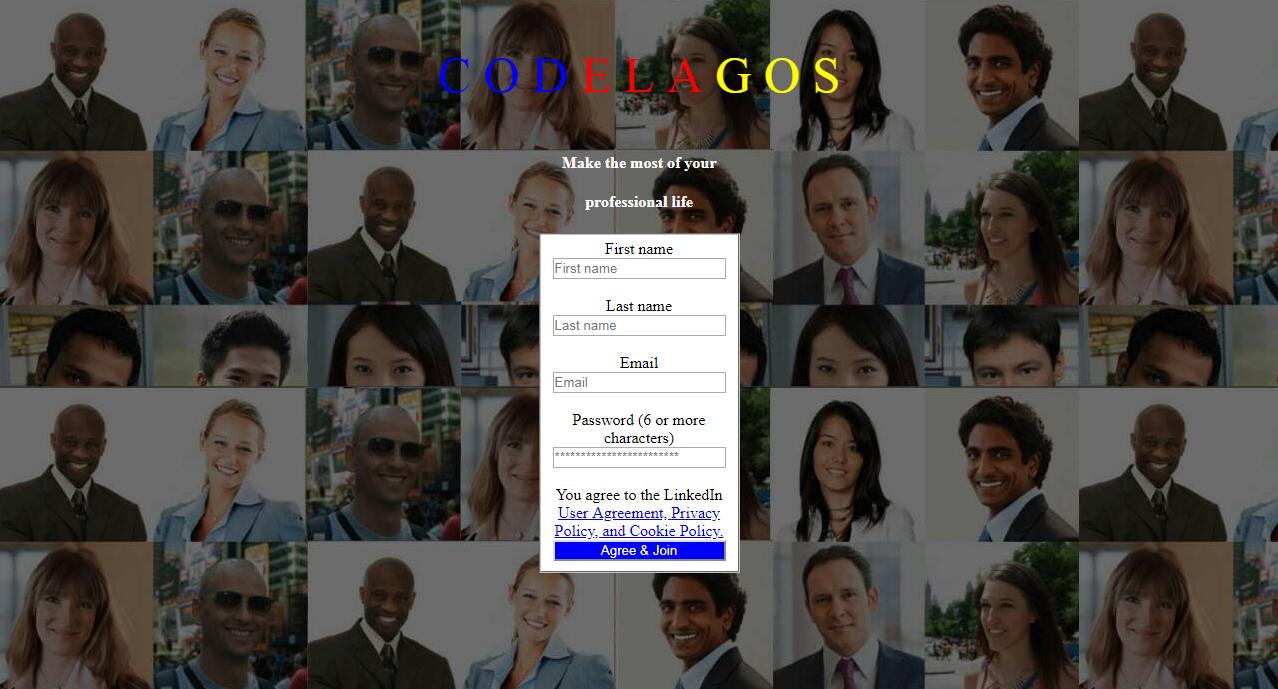 C O D E L A G O S
Make the most of your
professional life
First name
First name
Last name
Last name
Email
Email
Password (6 or more
characters)
************************
You agree to the LinkedIn
User Agreement, Privacy
Policy, and Cookie Policy.
Agree & Join